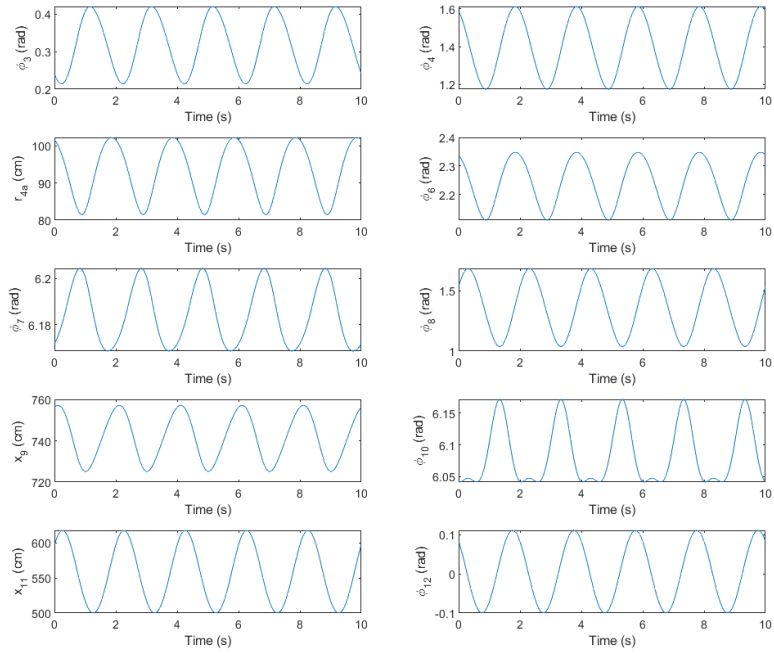 0.4
0.3
0.2
ϕ3 (rad)
0 2 4 6 8 10
Time (s)
1.6
1.4
1.2
ϕ4 (rad)
0 2 4 6 8 10
Time (s)
100
90
80
r4a (cm)
0 2 4 6 8 10
Time (s)
2.4
2.3
2.2
ϕ6 (rad)
0 2 4 6 8 10
Time (s)
6.2
6.18
ϕ7 (rad)
0 2 4 6 8 10
Time (s)
1.5
1
ϕ8 (rad)
0 2 4 6 8 10
Time (s)
760
740
720
x9 (cm)
0 2 4 6 8 10
Time (s)
6.15
6.1
6.05
ϕ10 (rad)
0 2 4 6 8 10
Time (s)
600
550
500
x11 (cm)
0 2 4 6 8 10
Time (s)
0.1
0
-0.1
ϕ12 (rad)
0 2 4 6 8 10
Time (s)